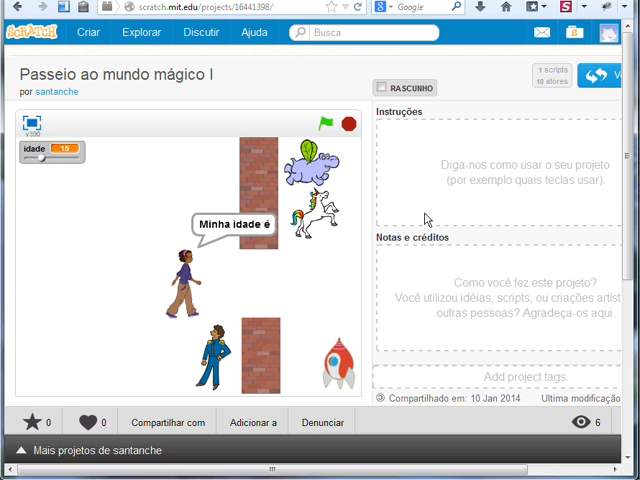 scratch.mit.edu/projects/16441398/
Google
SCRATCH
Criar
Explorar
Discutir
Ajuda
Busca
8
Passeio ao mundo mágico I
por santanche
RASCUNHO
1 scripts
10 atores
V
v390
idade 15
Minha idade é
Instruções
Diga-nos como usar o seu projeto
(por exemplo quais teclas usar).
Notas e créditos
Como você fez este projeto?
Você utilizou idéias, scripts, ou criações artist
outras pessoas? Agradeça-os aqui.
Add project tags.
Compartilhado em: 10 Jan 2014
Ultima modificação
0
0
Compartilhar com
Adicionar a
Denunciar
6
Mais projetos de santanche